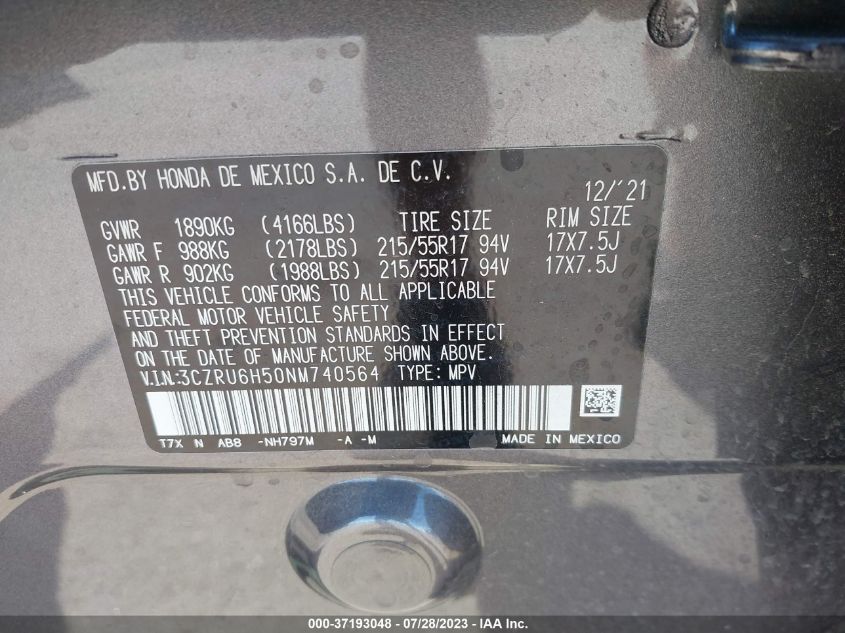 MFD.BY HONDA DE MEXICO S.A. DE C.V.
12/'21
GVWR 1890KG (4166LBS) TIRE SIZE RIM SIZE
GAWR F 988KG (2178LBS) 215/55R17 94V 17X7.5J
GAWR R 902KG (1988LBS) 215/55R17 94V 17X7.5J
THIS VEHICLE CONFORMS TO ALL APPLICABLE
FEDERAL MOTOR VEHICLE SAFETY
AND THEFT PREVENTION STANDARDS IN EFFECT
ON THE DATE OF MANUFACTURE SHOWN ABOVE.
V.I.N.:3CZRU6H50NM740564 TYPE: MPV
T7X N AB8 -NH797M -A -M MADE IN MEXICO
000-37193048 - 07/28/2023 - IAA Inc.